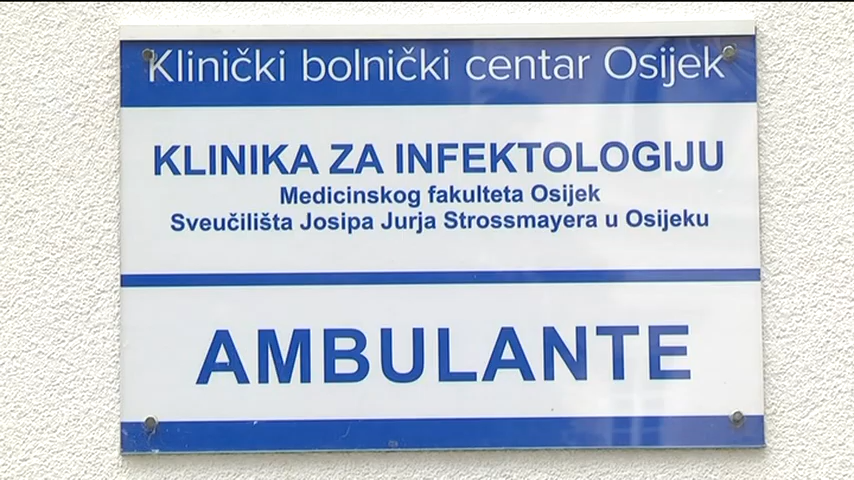 Klinički bolnički centar Osijek
KLINIKA ZA INFEKTOLOGIJU
Medicinskog fakulteta Osijek
Sveučilišta Josipa Jurja Strossmayera u Osijeku
AMBULANTE